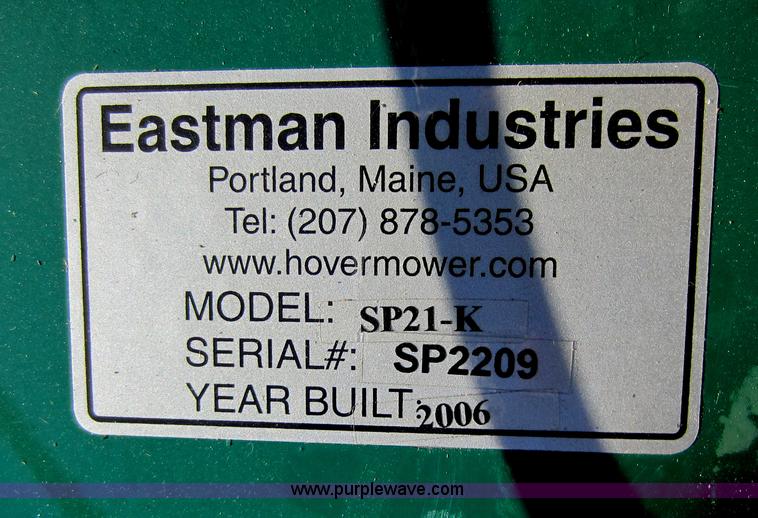 Eastman Industries
Portland, Maine, USA
Tel: (207) 878-5353
www.hovermower.com
MODEL: SP21-K
SERIAL#: SP2209
YEAR BUILT: 2006
www.purplewave.com